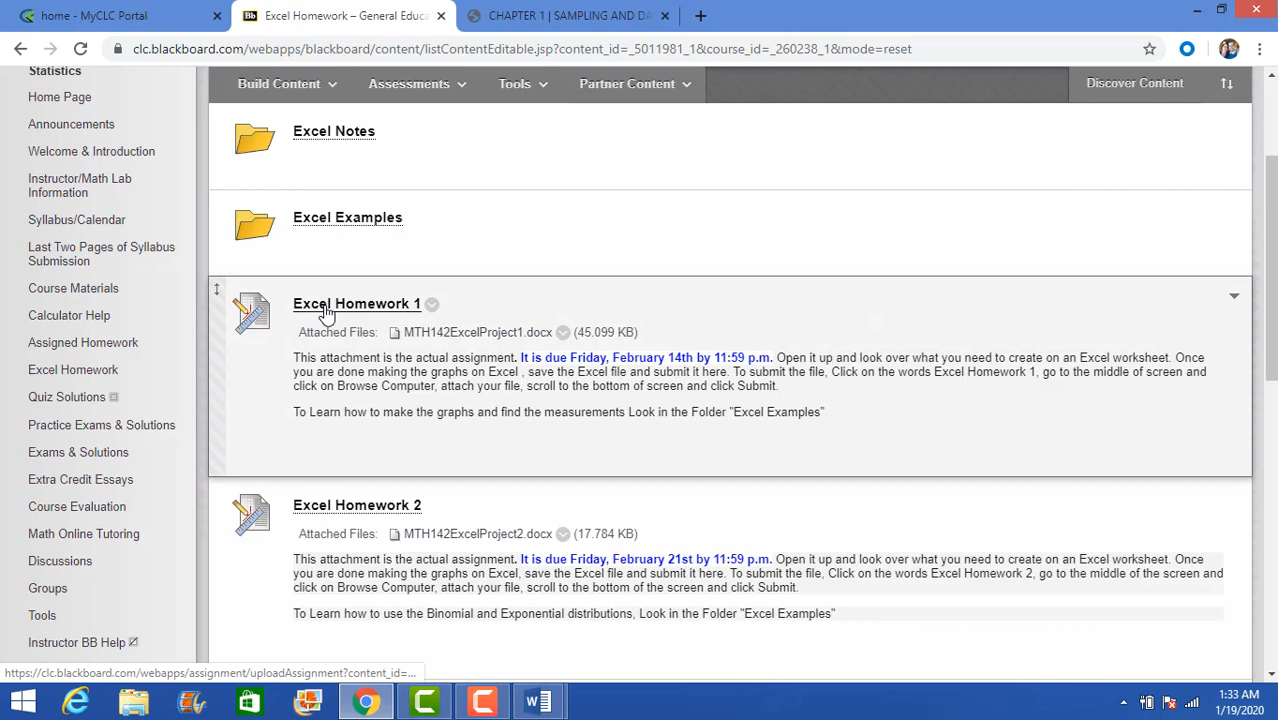 home - MyCLC Portal
Excel Homework – General Educa
CHAPTER 1 | SAMPLING AND DA
clc.blackboard.com/webapps/blackboard/content/listContentEditable.jsp?content_id=_5011981_1&course_id=_260238_1&mode=reset
Statistics
Home Page
Announcements
Welcome & Introduction
Instructor/Math Lab
Information
Syllabus/Calendar
Last Two Pages of Syllabus
Submission
Course Materials
Calculator Help
Assigned Homework
Excel Homework
Quiz Solutions
Practice Exams & Solutions
Exams & Solutions
Extra Credit Essays
Course Evaluation
Math Online Tutoring
Discussions
Groups
Tools
Instructor BB Help
Build Content
Assessments
Tools
Partner Content
Discover Content
Excel Notes
Excel Examples
Excel Homework 1
Attached Files: MTH142ExcelProject1.docx (45.099 KB)
This attachment is the actual assignment. It is due Friday, February 14th by 11:59 p.m. Open it up and look over what you need to create on an Excel worksheet. Once
you are done making the graphs on Excel , save the Excel file and submit it here. To submit the file, Click on the words Excel Homework 1, go to the middle of screen and
click on Browse Computer, attach your file, scroll to the bottom of screen and click Submit.
To Learn how to make the graphs and find the measurements Look in the Folder "Excel Examples"
Excel Homework 2
Attached Files: MTH142ExcelProject2.docx (17.784 KB)
This attachment is the actual assignment. It is due Friday, February 21st by 11:59 p.m. Open it up and look over what you need to create on an Excel worksheet. Once
you are done making the graphs on Excel, save the Excel file and submit it here. To submit the file, Click on the words Excel Homework 2, go to the middle of the screen and
click on Browse Computer, attach your file, scroll to the bottom of the screen and click Submit.
To Learn how to use the Binomial and Exponential distributions, Look in the Folder "Excel Examples"
https://clc.blackboard.com/webapps/assignment/uploadAssignment?content_id=...
1:33 AM
1/19/2020